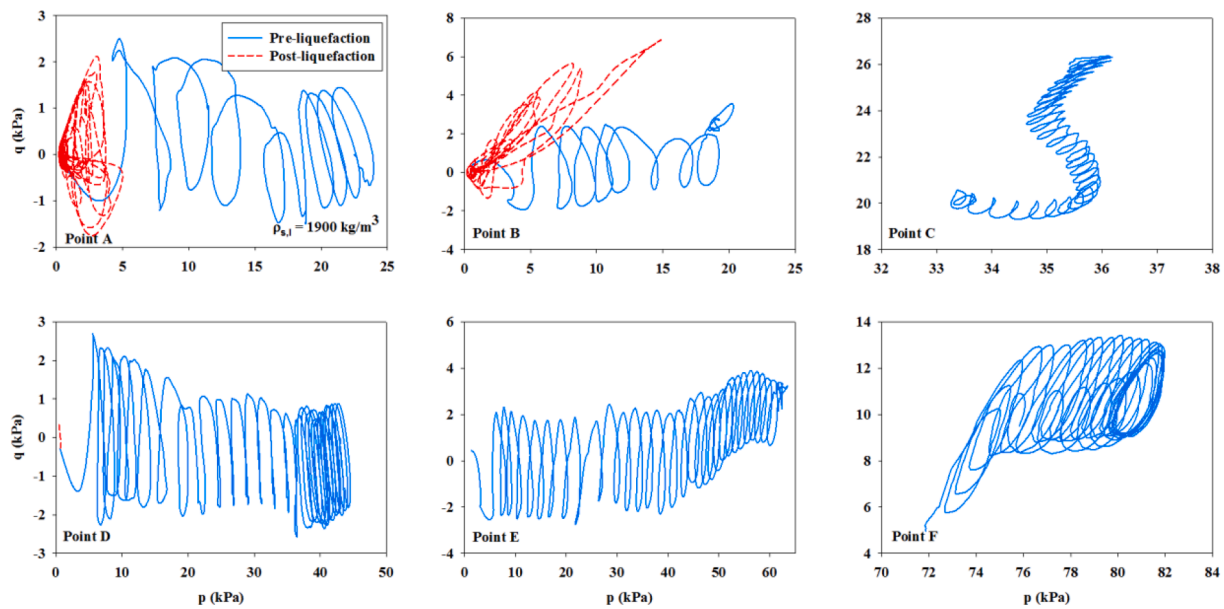 3
2
1
0
-1
-2
q (kPa)
Pre-liquefaction
Post-liquefaction
Point A
ρs,i = 1900 kg/m³
0 5 10 15 20 25
8
6
4
2
0
-2
-4
Point B
0 5 10 15 20 25
28
26
24
22
20
18
Point C
32 33 34 35 36 37 38
3
2
1
0
-1
-2
-3
q (kPa)
Point D
0 10 20 30 40 50
p (kPa)
6
4
2
0
-2
-4
Point E
0 10 20 30 40 50 60
p (kPa)
14
12
10
8
6
4
Point F
70 72 74 76 78 80 82 84
p (kPa)